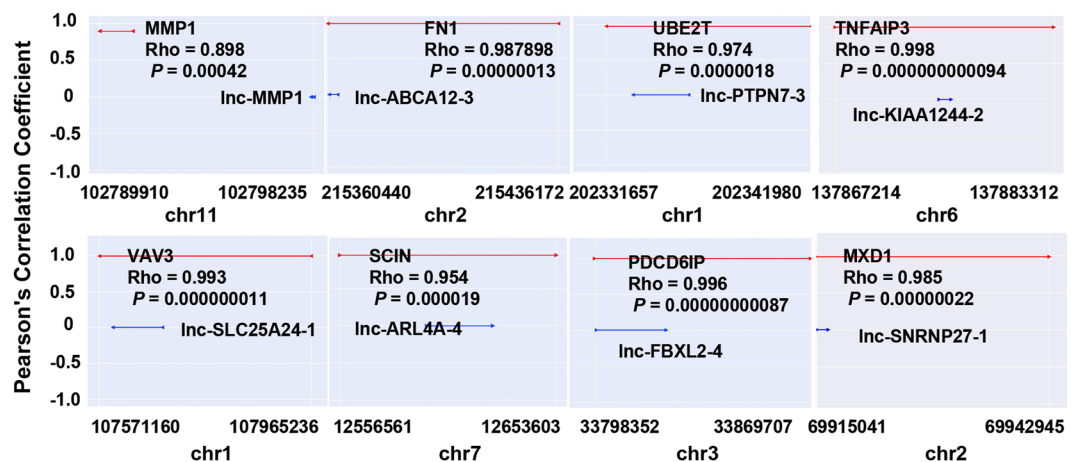 Pearson's Correlation Coefficient
1.0
0.5
0
-0.5
-1.0
MMP1
Rho = 0.898
P = 0.00042
lnc-MMP1
102789910 102798235
chr11
FN1
Rho = 0.987898
P = 0.00000013
lnc-ABCA12-3
215360440 215436172
chr2
UBE2T
Rho = 0.974
P = 0.0000018
lnc-PTPN7-3
202331657 202341980
chr1
TNFAIP3
Rho = 0.998
P = 0.000000000094
lnc-KIAA1244-2
137867214 137883312
chr6
1.0
0.5
0
-0.5
-1.0
VAV3
Rho = 0.993
P = 0.000000011
lnc-SLC25A24-1
107571160 107965236
chr1
SCIN
Rho = 0.954
P = 0.000019
lnc-ARL4A-4
12556561 12653603
chr7
PDCD6IP
Rho = 0.996
P = 0.00000000087
lnc-FBXL2-4
33798352 33869707
chr3
MXD1
Rho = 0.985
P = 0.00000022
lnc-SNRNP27-1
69915041 69942945
chr2